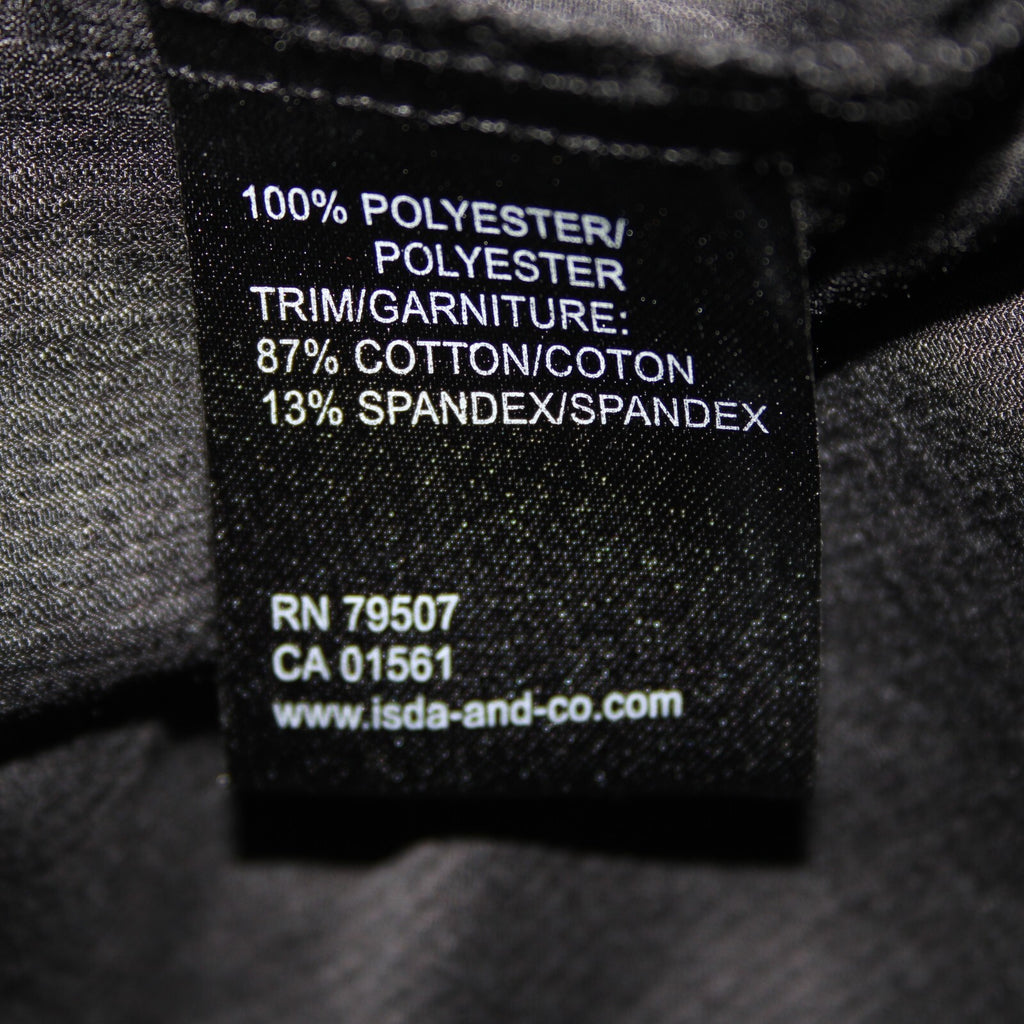 100% POLYESTER/
POLYESTER
TRIM/GARNITURE:
87% COTTON/COTON
13% SPANDEX/SPANDEX
RN 79507
CA 01561
www.isda-and-co.com